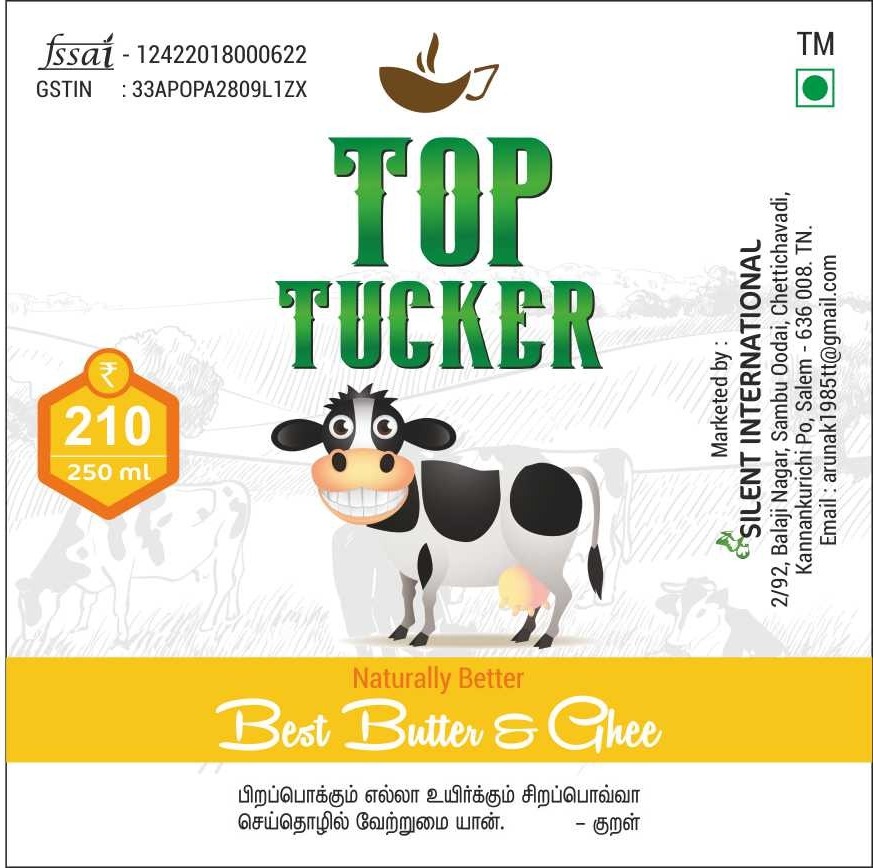 fssai - 12422018000622
GSTIN : 33APOPA2809L1ZX
TM
TOP
TUCKER
₹
210
250 ml
Marketed by :
SILENT INTERNATIONAL
2/92, Balaji Nagar, Sambu Oodai, Chettichavadi,
Kannankurichi Po, Salem - 636 008. TN.
Email : arunak1985tt@gmail.com
Naturally Better
Best Butter & Ghee
பிறப்பொக்கும் எல்லா உயிர்க்கும் சிறப்பொவ்வா
செய்தொழில் வேற்றுமை யான். – குறள்